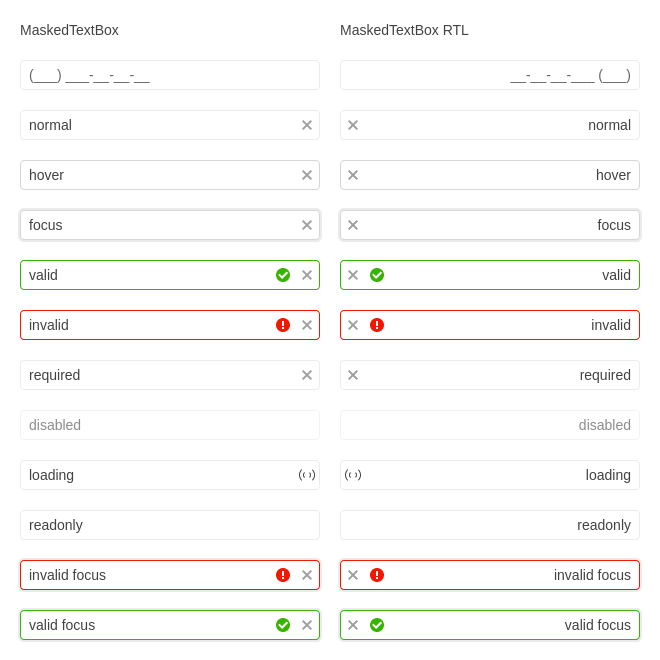 MaskedTextBox
MaskedTextBox RTL
(___) ___-__-__-__
__-__-__-___ (___)
normal
normal
hover
hover
focus
focus
valid
valid
invalid
invalid
required
required
disabled
disabled
loading
loading
readonly
readonly
invalid focus
invalid focus
valid focus
valid focus